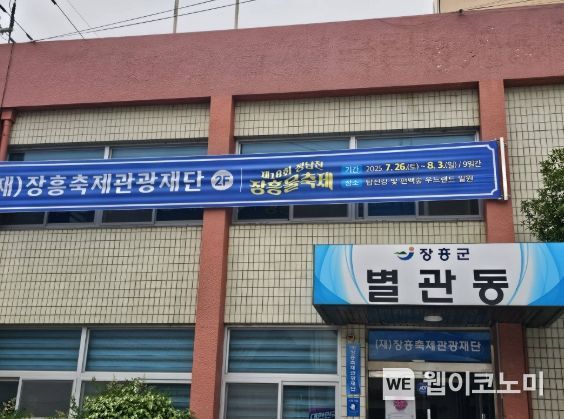 재)장흥축제관광재단 2F
제18회 정남진
장흥물축제
기간 2025 7. 26.(토) ~ 8. 3.(일) / 9일간
장소 탐진강 및 편백숲 우드랜드 일원
장흥군
별관동
(재)장흥축제관광재단
WE 웹이코노미